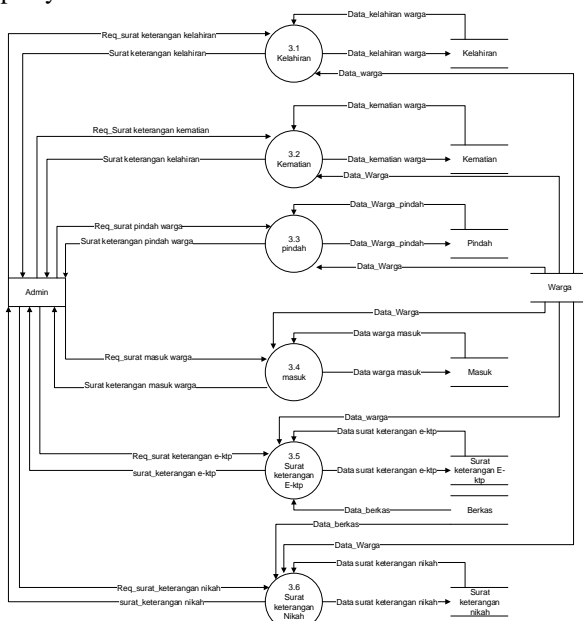 Data_kelahiran warga
Req_surat keterangan kelahiran
3.1
Kelahiran
Surat keterangan kelahiran
Data_kelahiran warga
Kelahiran
Data_warga
Data_kematian warga
Req_Surat keterangan kematian
3.2
Kematian
Surat keterangan kelahiran
Data_kematian warga
Kematian
Data_Warga
Data_Warga_pindah
Req_surat pindah warga
3.3
pindah
Surat keterangan pindah warga
Data_Warga_pindah
Pindah
Data_Warga
Admin
Warga
Data_Warga
Data warga masuk
Req_surat masuk warga
3.4
masuk
Data warga masuk
Masuk
Surat keterangan masuk warga
Data_warga
Data surat keterangan e-ktp
Req_surat keterangan e-ktp
3.5
Surat
keterangan
E-ktp
surat_keterangan e-ktp
Data surat keterangan e-ktp
Surat
keterangan E-
ktp
Data_berkas
Berkas
Data_berkas
Data_Warga
Data surat keterangan nikah
Req_surat_keterangan nikah
3.6
Surat
keterangan
Nikah
surat_keterangan nikah
Data surat keterangan nikah
Surat
keterangan
nikah